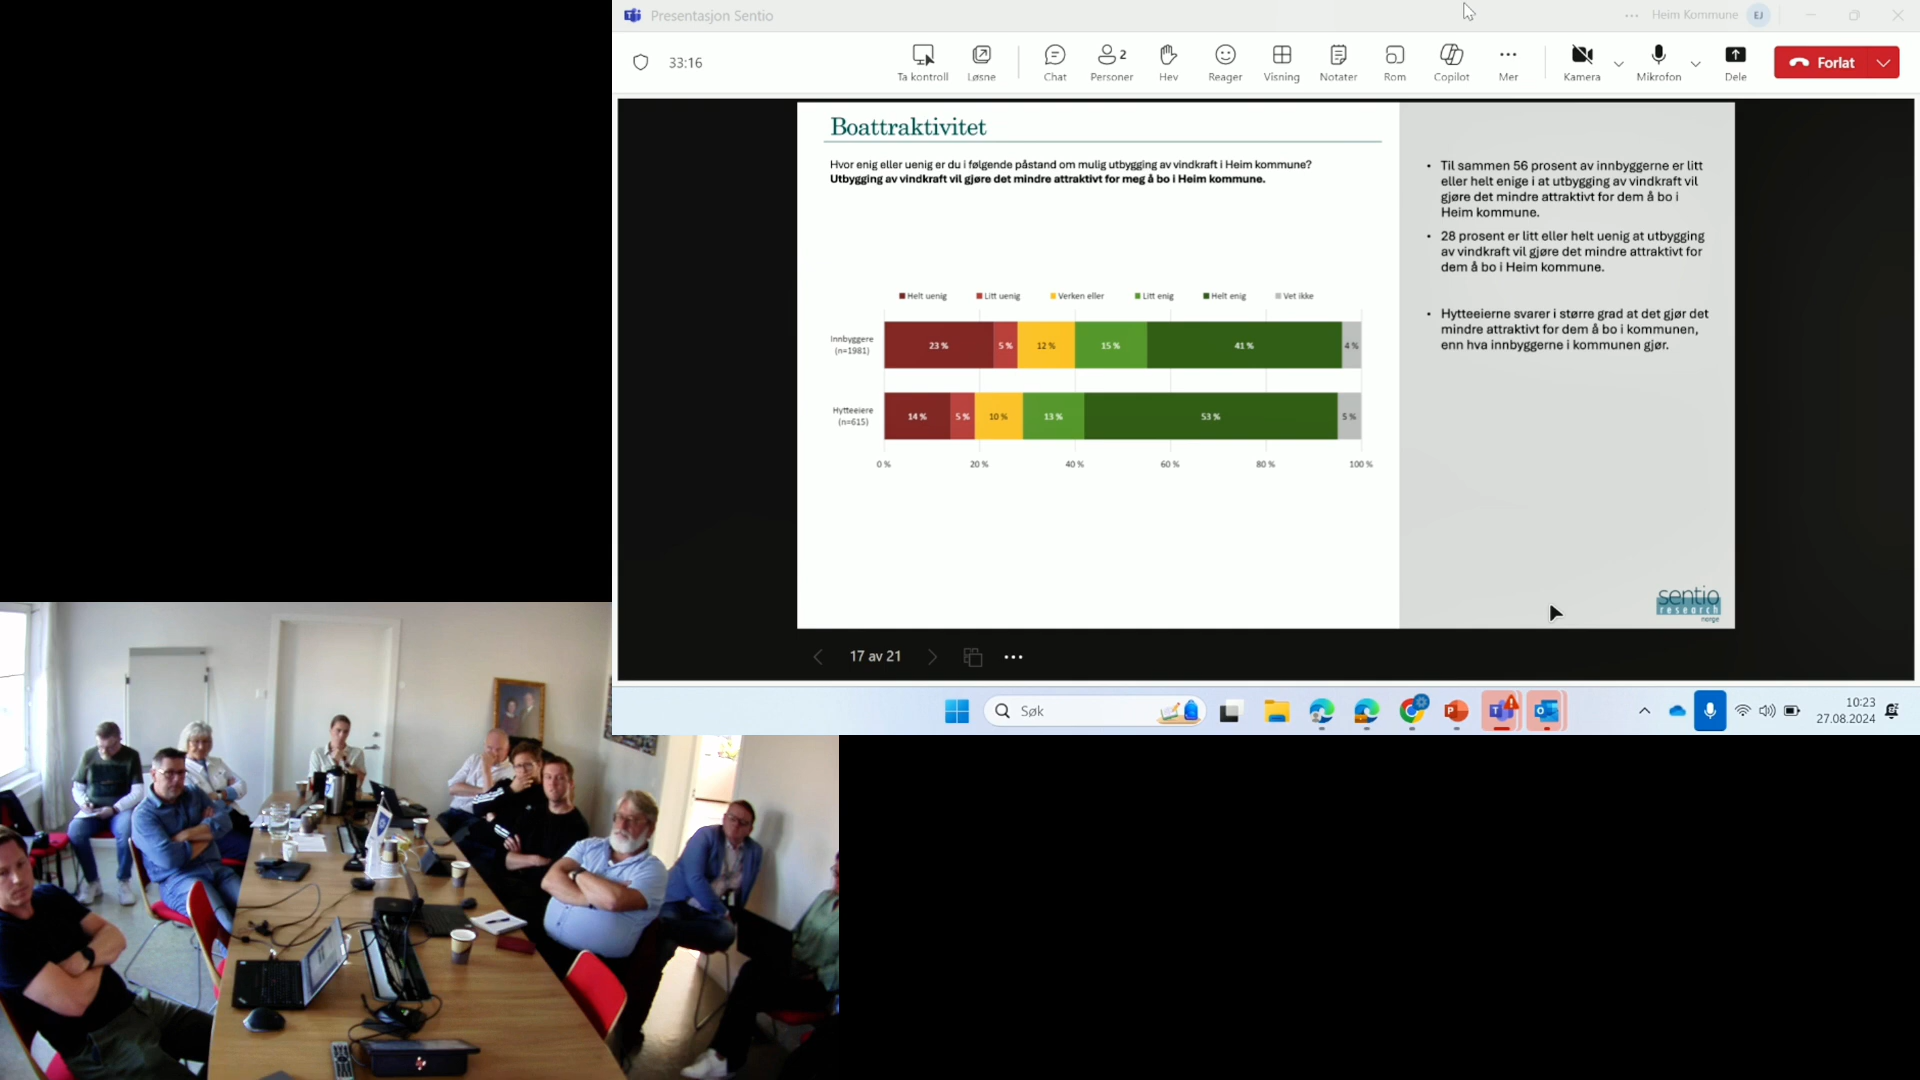 Presentasjon Sentio
Heim Kommune
EJ
33:16
Ta kontroll
Løsne
Chat
2
Personer
Hev
Reager
Visning
Notater
Rom
Copilot
Mer
Kamera
Mikrofon
Dele
Forlat
Boattraktivitet
Hvor enig eller uenig er du i følgende påstand om mulig utbygging av vindkraft i Heim kommune?
Utbygging av vindkraft vil gjøre det mindre attraktivt for meg å bo i Heim kommune.
Helt uenig
Litt uenig
Verken eller
Litt enig
Helt enig
Vet ikke
Innbyggere
(n=1981)
23 %
5 %
12 %
15 %
41 %
4 %
Hytteeiere
(n=615)
14 %
5 %
10 %
13 %
53 %
5 %
0 %
20 %
40 %
60 %
80 %
100 %
• Til sammen 56 prosent av innbyggerne er litt
eller helt enige i at utbygging av vindkraft vil
gjøre det mindre attraktivt for dem å bo i
Heim kommune.
• 28 prosent er litt eller helt uenig at utbygging
av vindkraft vil gjøre det mindre attraktivt for
dem å bo i Heim kommune.
• Hytteeierne svarer i større grad at det gjør det
mindre attraktivt for dem å bo i kommunen,
enn hva innbyggerne i kommunen gjør.
sentio
research
norge
17 av 21
Søk
10:23
27.08.2024